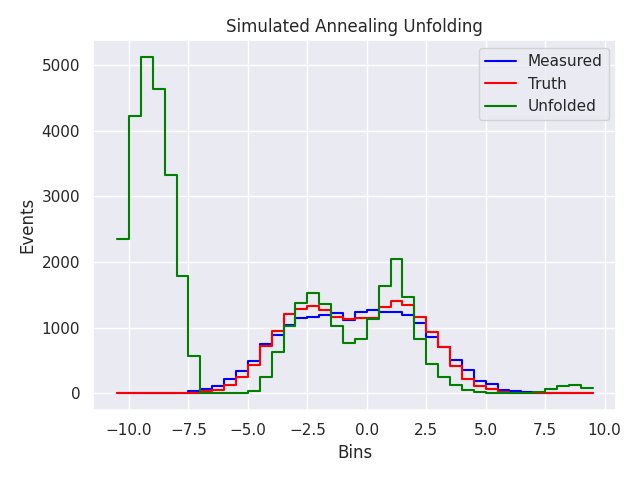 Simulated Annealing Unfolding
Measured
Truth
Unfolded
Events
5000
4000
3000
2000
1000
0
−10.0 −7.5 −5.0 −2.5 0.0 2.5 5.0 7.5 10.0
Bins